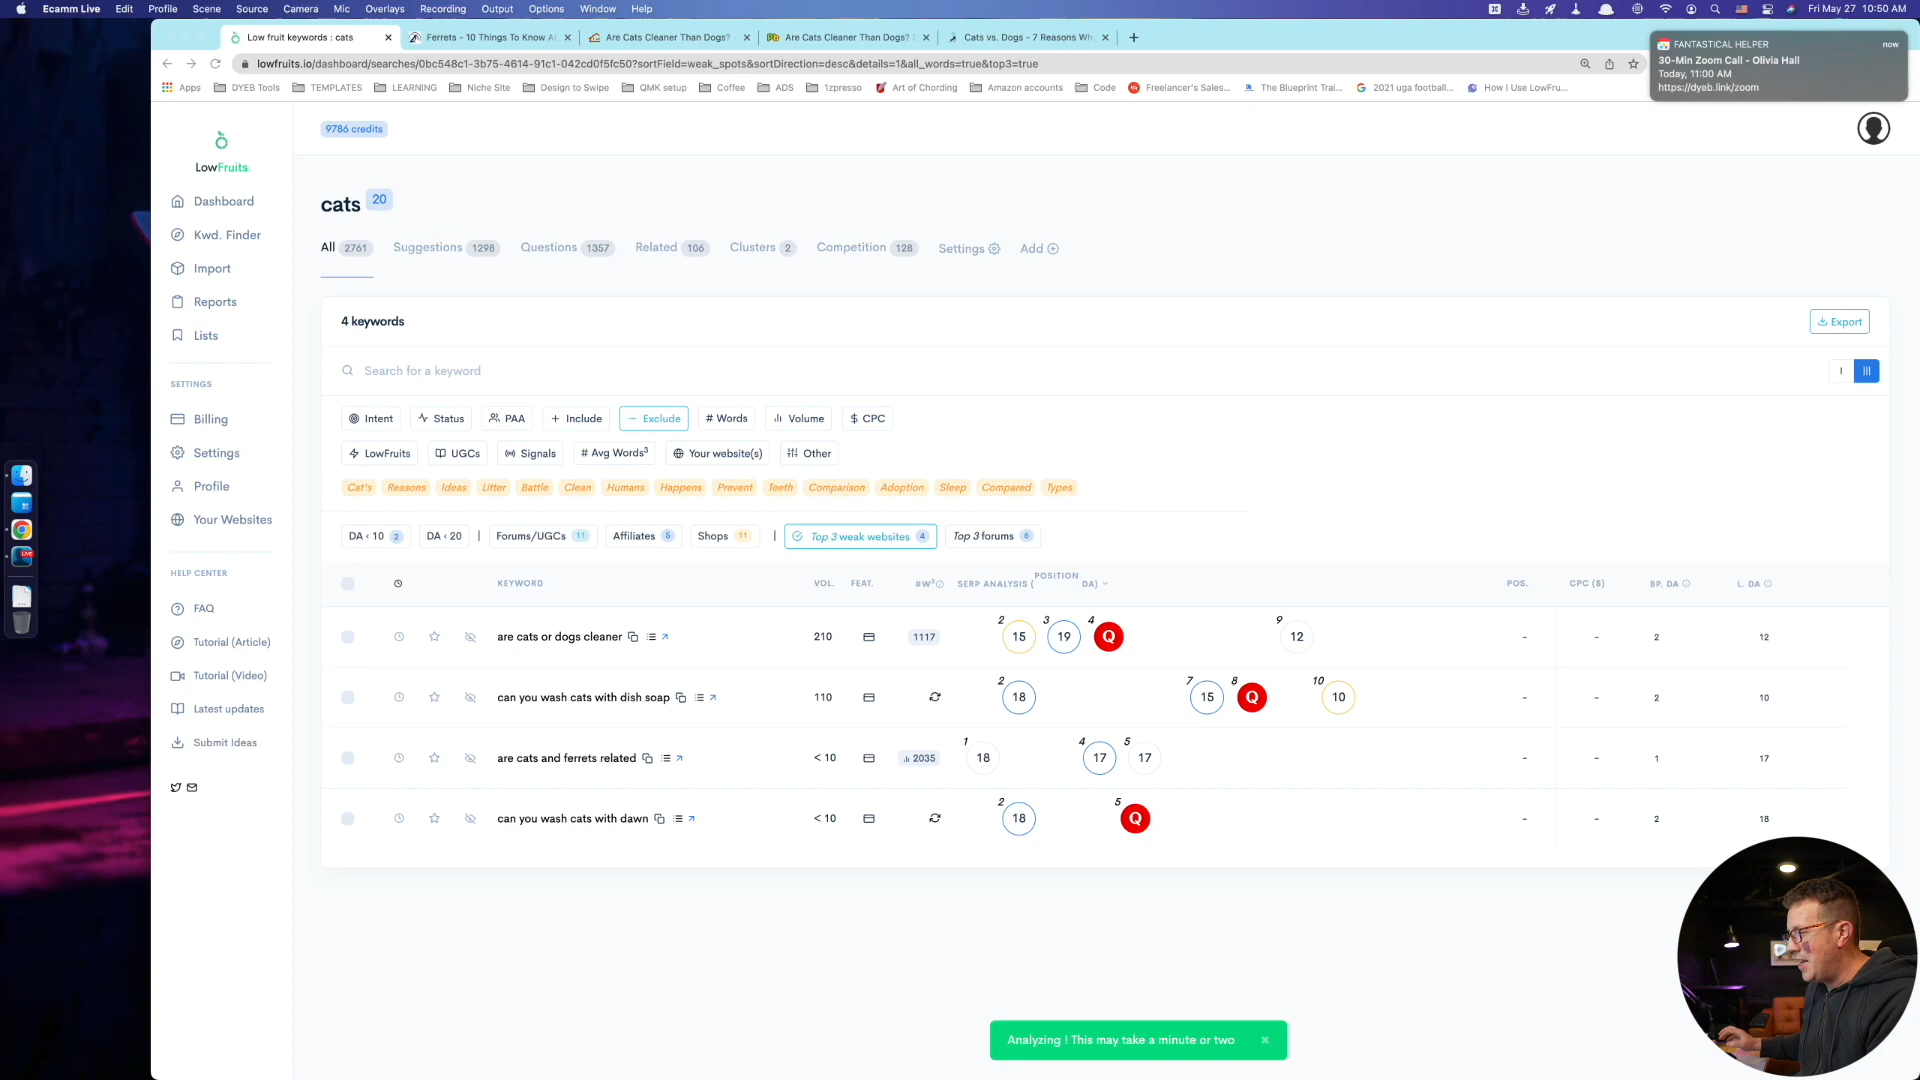 Ecamm Live Edit Profile Scene Source Camera Mic Overlays Recording Output Options Window Help
Fri May 27 10:50 AM
Low fruit keywords : cats
Ferrets - 10 Things To Know Al
Are Cats Cleaner Than Dogs?
Are Cats Cleaner Than Dogs?
Cats vs. Dogs - 7 Reasons Wh
lowfruits.io/dashboard/searches/0bc548c1-3b75-4614-91c1-042cd0f5fc50?sortField=weak_spots&sortDirection=desc&details=1&all_words=true&top3=true
Apps DYEB Tools TEMPLATES LEARNING Niche Site Design to Swipe QMK setup Coffee ADS 1zpresso Art of Chording Amazon accounts Code Freelancer's Sales... The Blueprint Trai... 2021 uga football... How I Use LowFru...
FANTASTICAL HELPER now
30-Min Zoom Call - Olivia Hall
Today, 11:00 AM
https://dyeb.link/zoom
LowFruits
Dashboard
Kwd. Finder
Import
Reports
Lists
SETTINGS
Billing
Settings
Profile
Your Websites
HELP CENTER
FAQ
Tutorial (Article)
Tutorial (Video)
Latest updates
Submit Ideas
9786 credits
cats 20
All 2761 Suggestions 1298 Questions 1357 Related 106 Clusters 2 Competition 128 Settings Add
4 keywords
Export
Search for a keyword
Intent Status PAA + Include − Exclude # Words Volume $ CPC
LowFruits UGCs Signals # Avg Words³ Your website(s) Other
Cat's Reasons Ideas Litter Battle Clean Humans Happens Prevent Teeth Comparison Adoption Sleep Compared Types
DA < 10 2 DA < 20 | Forums/UGCs 11 Affiliates 5 Shops 11 | Top 3 weak websites 4 Top 3 forums 6
KEYWORD VOL. FEAT. #W³ SERP ANALYSIS (POSITION DA) POS. CPC ($) BP. DA L. DA
are cats or dogs cleaner 210 1117 2 15 3 19 4 Q 9 12 - - 2 12
can you wash cats with dish soap 110 2 18 7 15 8 Q 10 10 - - 2 10
are cats and ferrets related < 10 2035 1 18 4 17 5 17 - - 1 17
can you wash cats with dawn < 10 2 18 5 Q - - 2 18
Analyzing ! This may take a minute or two
LIVE